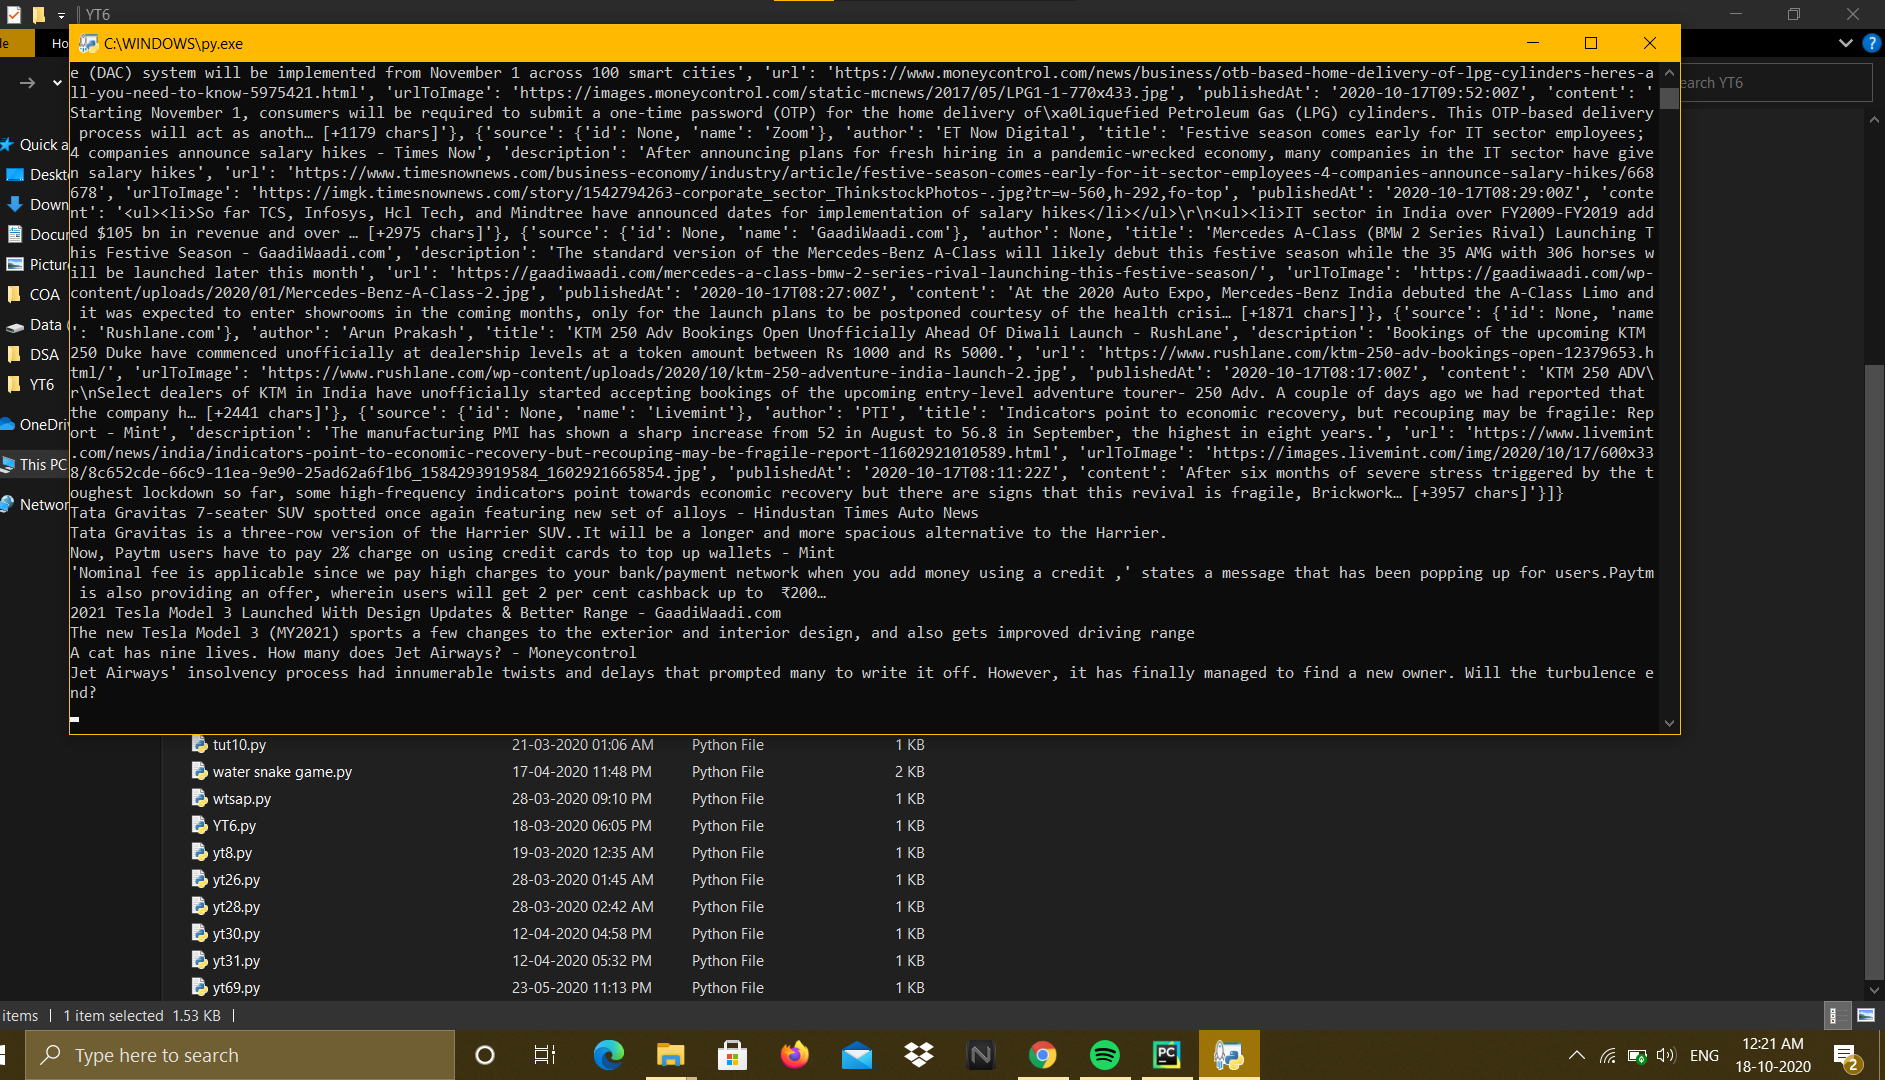 YT6
le
Ho
C:\WINDOWS\py.exe
earch YT6
e (DAC) system will be implemented from November 1 across 100 smart cities', 'url': 'https://www.moneycontrol.com/news/business/otb-based-home-delivery-of-lpg-cylinders-heres-a
ll-you-need-to-know-5975421.html', 'urlToImage': 'https://images.moneycontrol.com/static-mcnews/2017/05/LPG1-1-770x433.jpg', 'publishedAt': '2020-10-17T09:52:00Z', 'content': '
Starting November 1, consumers will be required to submit a one-time password (OTP) for the home delivery of\xa0Liquefied Petroleum Gas (LPG) cylinders. This OTP-based delivery
process will act as anoth… [+1179 chars]'}, {'source': {'id': None, 'name': 'Zoom'}, 'author': 'ET Now Digital', 'title': 'Festive season comes early for IT sector employees;
4 companies announce salary hikes - Times Now', 'description': 'After announcing plans for fresh hiring in a pandemic-wrecked economy, many companies in the IT sector have give
n salary hikes', 'url': 'https://www.timesnownews.com/business-economy/industry/article/festive-season-comes-early-for-it-sector-employees-4-companies-announce-salary-hikes/668
678', 'urlToImage': 'https://imgk.timesnownews.com/story/1542794263-corporate_sector_ThinkstockPhotos-.jpg?tr=w-560,h-292,fo-top', 'publishedAt': '2020-10-17T08:29:00Z', 'conte
nt': '<ul><li>So far TCS, Infosys, Hcl Tech, and Mindtree have announced dates for implementation of salary hikes</li></ul>\r\n<ul><li>IT sector in India over FY2009-FY2019 add
ed $105 bn in revenue and over … [+2975 chars]'}, {'source': {'id': None, 'name': 'GaadiWaadi.com'}, 'author': None, 'title': 'Mercedes A-Class (BMW 2 Series Rival) Launching T
his Festive Season - GaadiWaadi.com', 'description': 'The standard version of the Mercedes-Benz A-Class will likely debut this festive season while the 35 AMG with 306 horses w
ill be launched later this month', 'url': 'https://gaadiwaadi.com/mercedes-a-class-bmw-2-series-rival-launching-this-festive-season/', 'urlToImage': 'https://gaadiwaadi.com/wp-
content/uploads/2020/01/Mercedes-Benz-A-Class-2.jpg', 'publishedAt': '2020-10-17T08:27:00Z', 'content': 'At the 2020 Auto Expo, Mercedes-Benz India debuted the A-Class Limo and
it was expected to enter showrooms in the coming months, only for the launch plans to be postponed courtesy of the health crisi… [+1871 chars]'}, {'source': {'id': None, 'name
': 'Rushlane.com'}, 'author': 'Arun Prakash', 'title': 'KTM 250 Adv Bookings Open Unofficially Ahead Of Diwali Launch - RushLane', 'description': 'Bookings of the upcoming KTM
250 Duke have commenced unofficially at dealership levels at a token amount between Rs 1000 and Rs 5000.', 'url': 'https://www.rushlane.com/ktm-250-adv-bookings-open-12379653.h
tml/', 'urlToImage': 'https://www.rushlane.com/wp-content/uploads/2020/10/ktm-250-adventure-india-launch-2.jpg', 'publishedAt': '2020-10-17T08:17:00Z', 'content': 'KTM 250 ADV\
r\nSelect dealers of KTM in India have unofficially started accepting bookings of the upcoming entry-level adventure tourer- 250 Adv. A couple of days ago we had reported that
the company h… [+2441 chars]'}, {'source': {'id': None, 'name': 'Livemint'}, 'author': 'PTI', 'title': 'Indicators point to economic recovery, but recouping may be fragile: Rep
ort - Mint', 'description': 'The manufacturing PMI has shown a sharp increase from 52 in August to 56.8 in September, the highest in eight years.', 'url': 'https://www.livemint
.com/news/india/indicators-point-to-economic-recovery-but-recouping-may-be-fragile-report-11602921010589.html', 'urlToImage': 'https://images.livemint.com/img/2020/10/17/600x33
8/8c652cde-66c9-11ea-9e90-25ad62a6f1b6_1584293919584_1602921665854.jpg', 'publishedAt': '2020-10-17T08:11:22Z', 'content': 'After six months of severe stress triggered by the t
oughest lockdown so far, some high-frequency indicators point towards economic recovery but there are signs that this revival is fragile, Brickwork… [+3957 chars]'}]}
Tata Gravitas 7-seater SUV spotted once again featuring new set of alloys - Hindustan Times Auto News
Tata Gravitas is a three-row version of the Harrier SUV..It will be a longer and more spacious alternative to the Harrier.
Now, Paytm users have to pay 2% charge on using credit cards to top up wallets - Mint
'Nominal fee is applicable since we pay high charges to your bank/payment network when you add money using a credit ,' states a message that has been popping up for users.Paytm
is also providing an offer, wherein users will get 2 per cent cashback up to  ₹200…
2021 Tesla Model 3 Launched With Design Updates & Better Range - GaadiWaadi.com
The new Tesla Model 3 (MY2021) sports a few changes to the exterior and interior design, and also gets improved driving range
A cat has nine lives. How many does Jet Airways? - Moneycontrol
Jet Airways' insolvency process had innumerable twists and delays that prompted many to write it off. However, it has finally managed to find a new owner. Will the turbulence e
nd?
Quick a
Deskt
Down
Docum
Pictur
COA
Data (
DSA
YT6
OneDriv
This PC
Networ
tut10.py 21-03-2020 01:06 AM Python File 1 KB
water snake game.py 17-04-2020 11:48 PM Python File 2 KB
wtsap.py 28-03-2020 09:10 PM Python File 1 KB
YT6.py 18-03-2020 06:05 PM Python File 1 KB
yt8.py 19-03-2020 12:35 AM Python File 1 KB
yt26.py 28-03-2020 01:45 AM Python File 1 KB
yt28.py 28-03-2020 02:42 AM Python File 1 KB
yt30.py 12-04-2020 04:58 PM Python File 1 KB
yt31.py 12-04-2020 05:32 PM Python File 1 KB
yt69.py 23-05-2020 11:13 PM Python File 1 KB
items 1 item selected 1.53 KB
Type here to search
PC
ENG
12:21 AM
18-10-2020
2